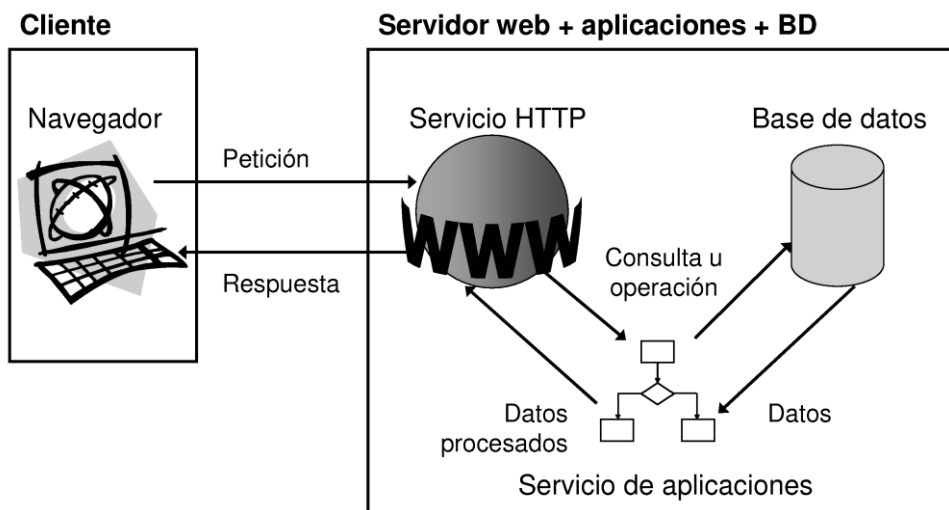 Cliente
Servidor web + aplicaciones + BD
Navegador
Servicio HTTP
Base de datos
Petición
WWW
Respuesta
Consulta u
operación
Datos
procesados
Datos
Servicio de aplicaciones